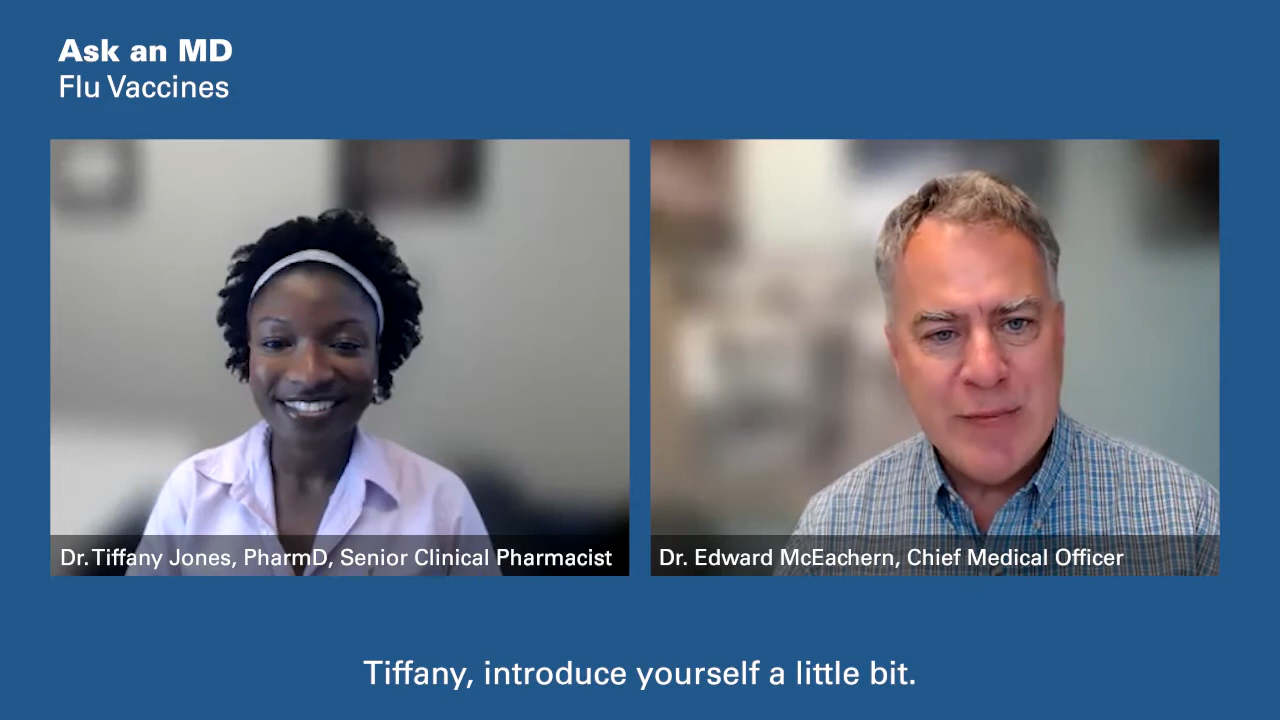 Ask an MD
Flu Vaccines
Dr. Tiffany Jones, PharmD, Senior Clinical Pharmacist
Dr. Edward McEachern, Chief Medical Officer
Tiffany, introduce yourself a little bit.